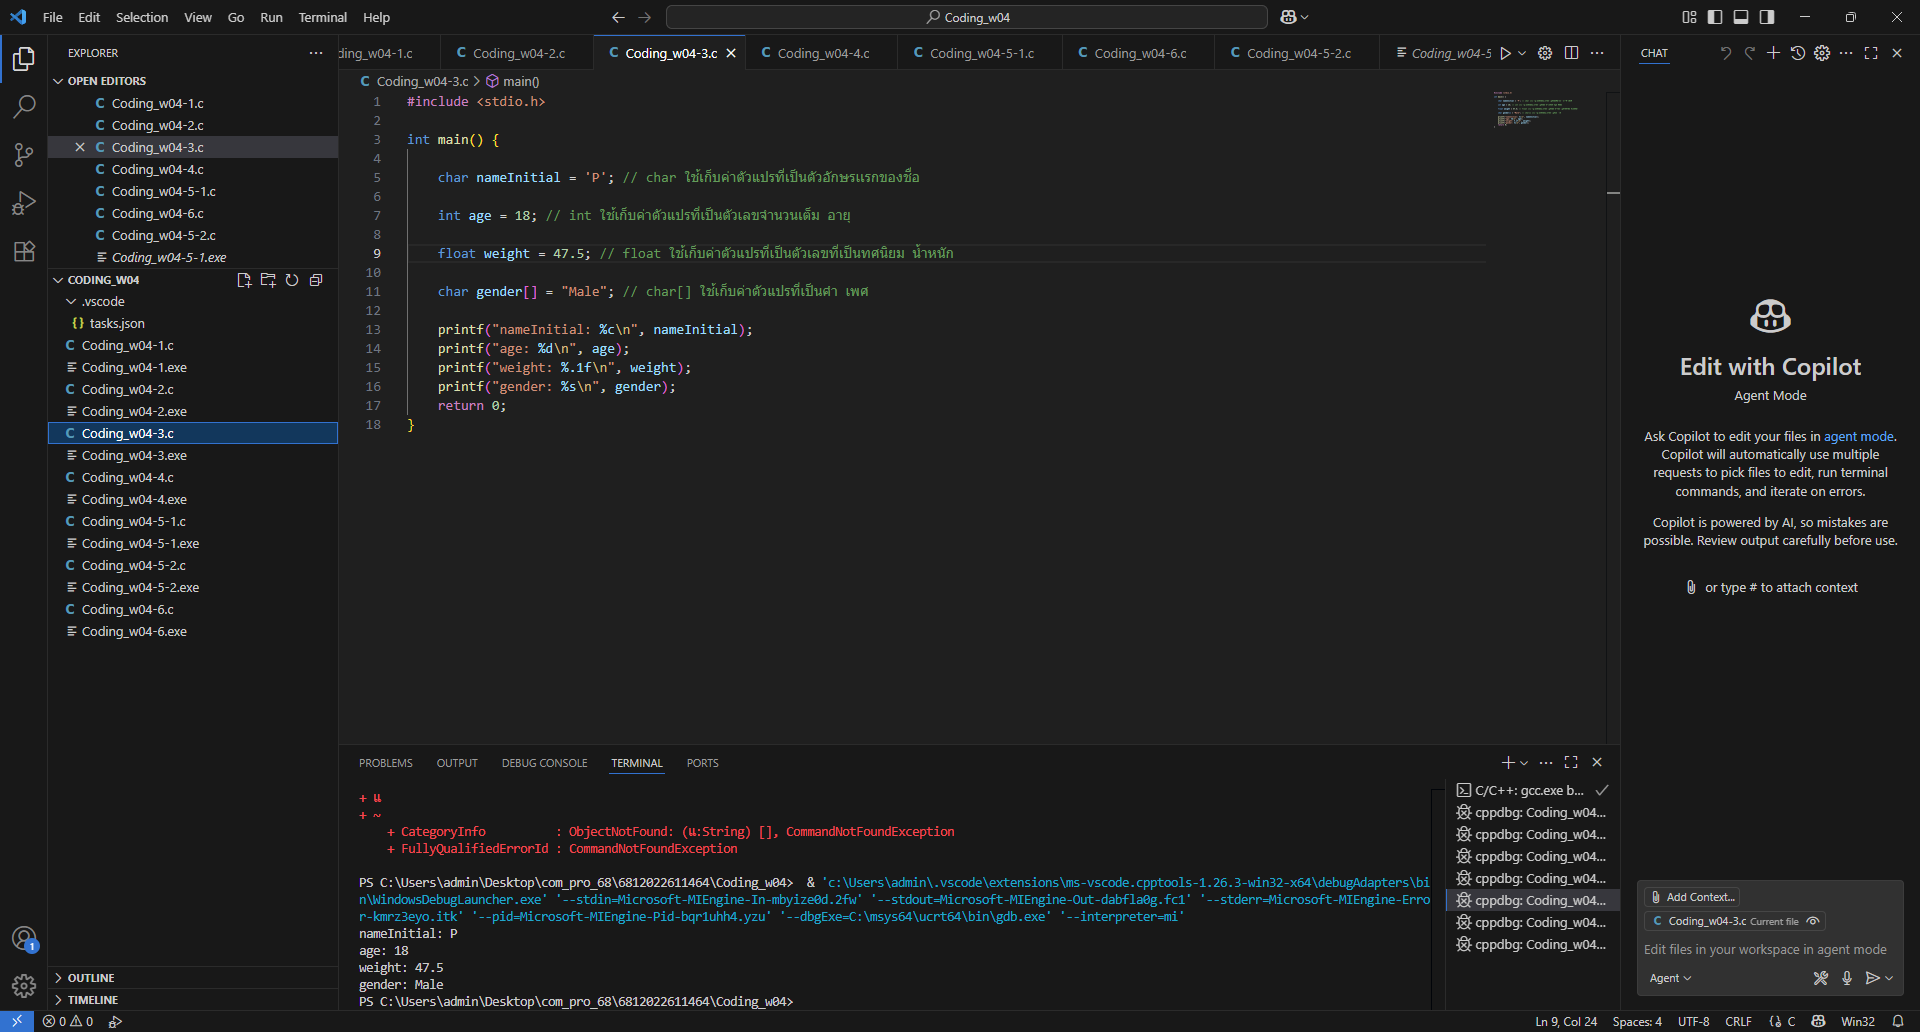 File Edit Selection View Go Run Terminal Help
Coding_w04
EXPLORER
OPEN EDITORS
Coding_w04-1.c
Coding_w04-2.c
Coding_w04-3.c
Coding_w04-4.c
Coding_w04-5-1.c
Coding_w04-6.c
Coding_w04-5-2.c
Coding_w04-5-1.exe
CODING_W04
.vscode
tasks.json
Coding_w04-1.c
Coding_w04-1.exe
Coding_w04-2.c
Coding_w04-2.exe
Coding_w04-3.c
Coding_w04-3.exe
Coding_w04-4.c
Coding_w04-4.exe
Coding_w04-5-1.c
Coding_w04-5-1.exe
Coding_w04-5-2.c
Coding_w04-5-2.exe
Coding_w04-6.c
Coding_w04-6.exe
OUTLINE
TIMELINE
ding_w04-1.c Coding_w04-2.c Coding_w04-3.c Coding_w04-4.c Coding_w04-5-1.c Coding_w04-6.c Coding_w04-5-2.c Coding_w04-5
Coding_w04-3.c > main()
1 #include <stdio.h>
2
3 int main() {
4
5 char nameInitial = 'P'; // char ใช้เก็บค่าตัวแปรที่เป็นตัวอักษรแรกของชื่อ
6
7 int age = 18; // int ใช้เก็บค่าตัวแปรที่เป็นตัวเลขจำนวนเต็ม อายุ
8
9 float weight = 47.5; // float ใช้เก็บค่าตัวแปรที่เป็นตัวเลขที่เป็นทศนิยม น้ำหนัก
10
11 char gender[] = "Male"; // char[] ใช้เก็บค่าตัวแปรที่เป็นคำ เพศ
12
13 printf("nameInitial: %c\n", nameInitial);
14 printf("age: %d\n", age);
15 printf("weight: %.1f\n", weight);
16 printf("gender: %s\n", gender);
17 return 0;
18 }
PROBLEMS OUTPUT DEBUG CONSOLE TERMINAL PORTS
+ แ
+ ~
+ CategoryInfo : ObjectNotFound: (แ:String) [], CommandNotFoundException
+ FullyQualifiedErrorId : CommandNotFoundException
PS C:\Users\admin\Desktop\com_pro_68\6812022611464\Coding_w04> & 'c:\Users\admin\.vscode\extensions\ms-vscode.cpptools-1.26.3-win32-x64\debugAdapters\bi
n\WindowsDebugLauncher.exe' '--stdin=Microsoft-MIEngine-In-mbyize0d.2fw' '--stdout=Microsoft-MIEngine-Out-dabfla0g.fc1' '--stderr=Microsoft-MIEngine-Erro
r-kmrz3eyo.itk' '--pid=Microsoft-MIEngine-Pid-bqr1uhh4.yzu' '--dbgExe=C:\msys64\ucrt64\bin\gdb.exe' '--interpreter=mi'
nameInitial: P
age: 18
weight: 47.5
gender: Male
PS C:\Users\admin\Desktop\com_pro_68\6812022611464\Coding_w04>
C/C++: gcc.exe b...
cppdbg: Coding_w04...
cppdbg: Coding_w04...
cppdbg: Coding_w04...
cppdbg: Coding_w04...
cppdbg: Coding_w04...
cppdbg: Coding_w04...
cppdbg: Coding_w04...
CHAT
Edit with Copilot
Agent Mode
Ask Copilot to edit your files in agent mode.
Copilot will automatically use multiple
requests to pick files to edit, run terminal
commands, and iterate on errors.
Copilot is powered by AI, so mistakes are
possible. Review output carefully before use.
or type # to attach context
Add Context...
C Coding_w04-3.c Current file
Edit files in your workspace in agent mode
Agent
1
0 0
Ln 9, Col 24 Spaces: 4 UTF-8 CRLF {} C Win32